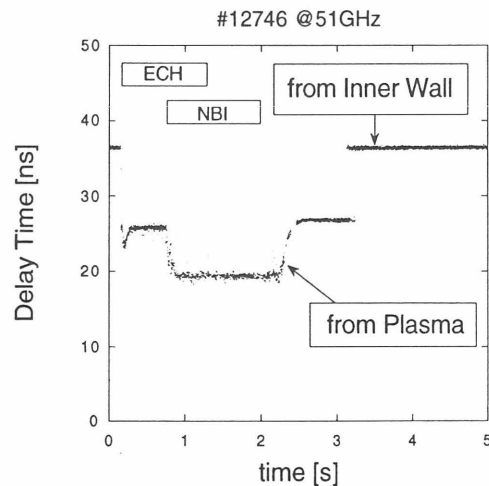 #12746 @51GHz
50
ECH
from Inner Wall
40
NBI
30
Delay Time [ns]
20
from Plasma
10
0
0 1 2 3 4 5
time [s]